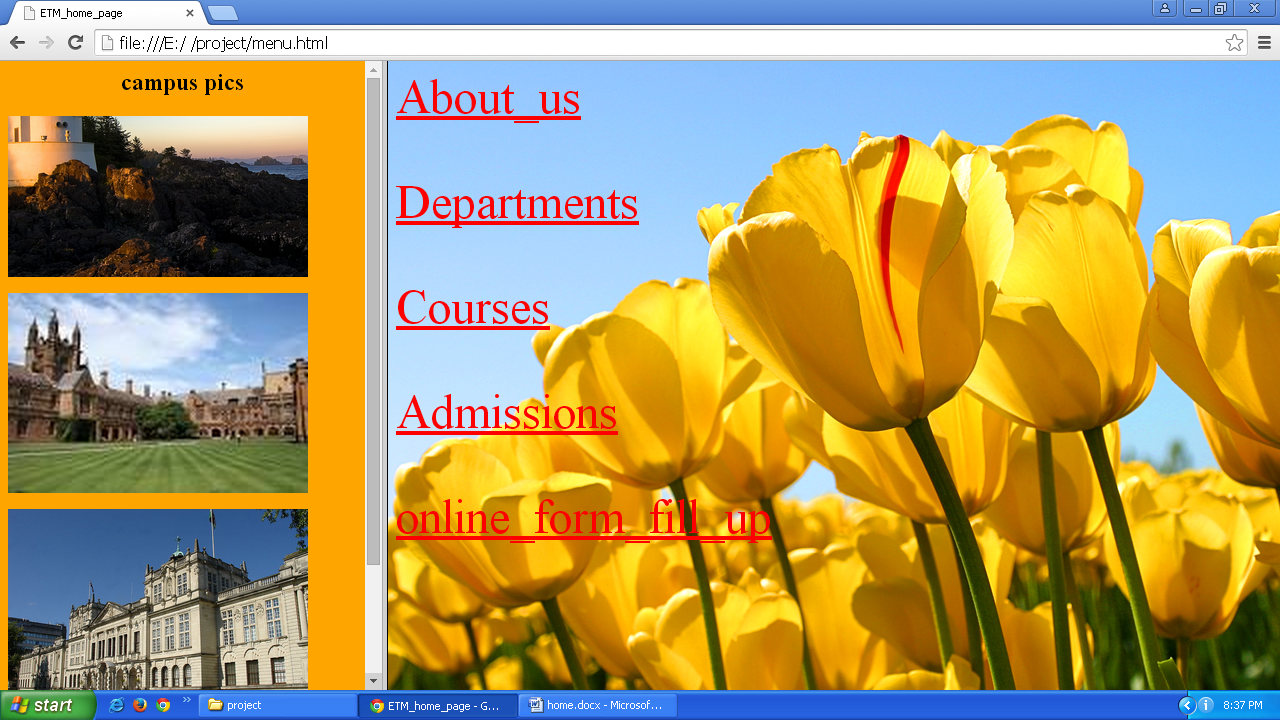 ETM_home_page
file:///E:/ /project/menu.html
campus pics
About_us
Departments
Courses
Admissions
online_form_fill_up
start
project
ETM_home_page - G...
home.docx - Microsof...
8:37 PM